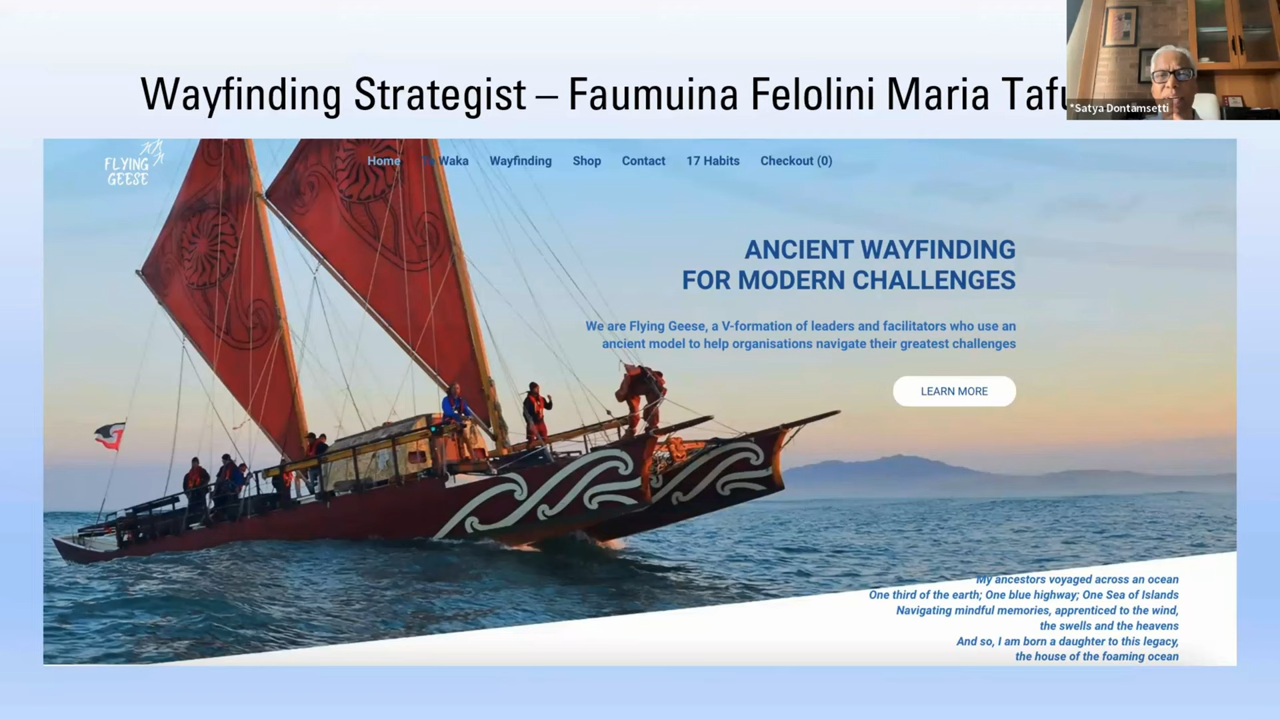 Wayfinding Strategist – Faumuina Felolini Maria
*Satya Dontamsetti
FLYING
GEESE
Home Waka Wayfinding Shop Contact 17 Habits Checkout (0)
ANCIENT WAYFINDING
FOR MODERN CHALLENGES
We are Flying Geese, a V-formation of leaders and facilitators who use an
ancient model to help organisations navigate their greatest challenges
LEARN MORE
My ancestors voyaged across an ocean
One third of the earth; One blue highway; One Sea of Islands
Navigating mindful memories, apprenticed to the wind,
the swells and the heavens
And so, I am born a daughter to this legacy,
the house of the foaming ocean